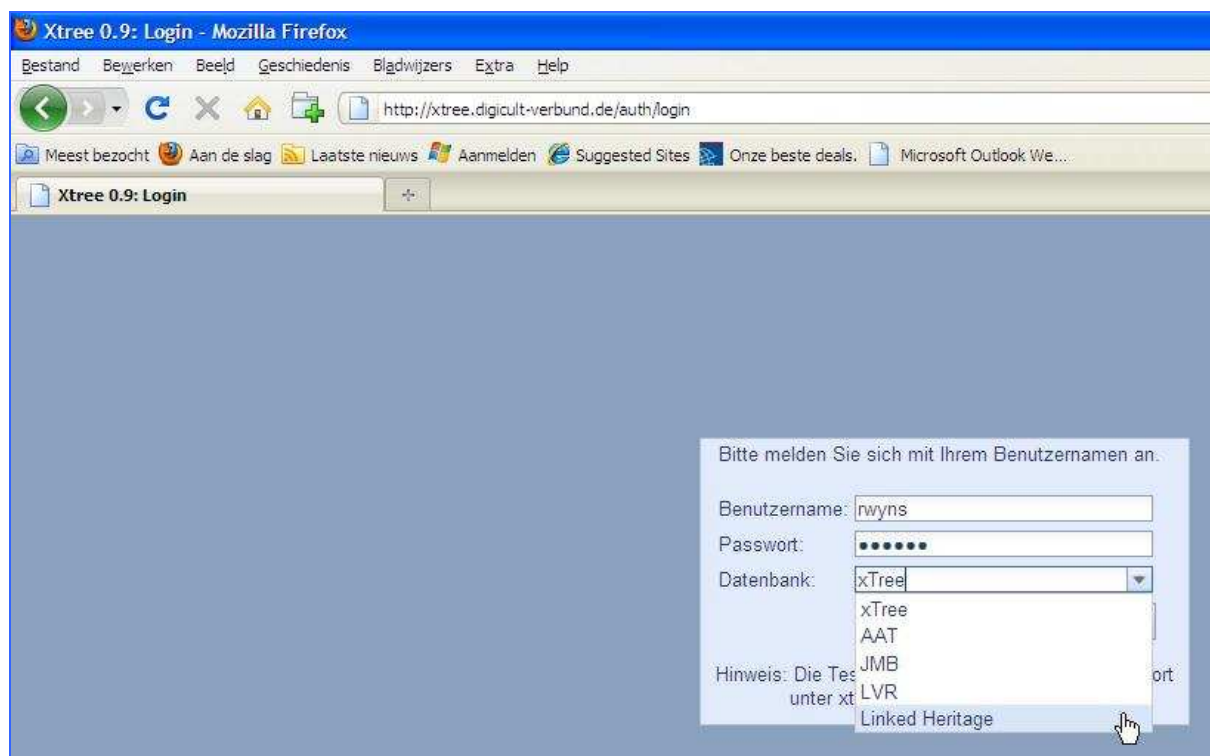 Xtree 0.9: Login - Mozilla Firefox
Bestand Bewerken Beeld Geschiedenis Bladwijzers Extra Help
http://xtree.digicult-verbund.de/auth/login
Meest bezocht Aan de slag Laatste nieuws Aanmelden Suggested Sites Onze beste deals. Microsoft Outlook We...
Xtree 0.9: Login
Bitte melden Sie sich mit Ihrem Benutzernamen an.
Benutzername: rwyns
Passwort: ●●●●●●
Datenbank: xTree
xTree
AAT
JMB
LVR
Linked Heritage
Hinweis: Die
unter